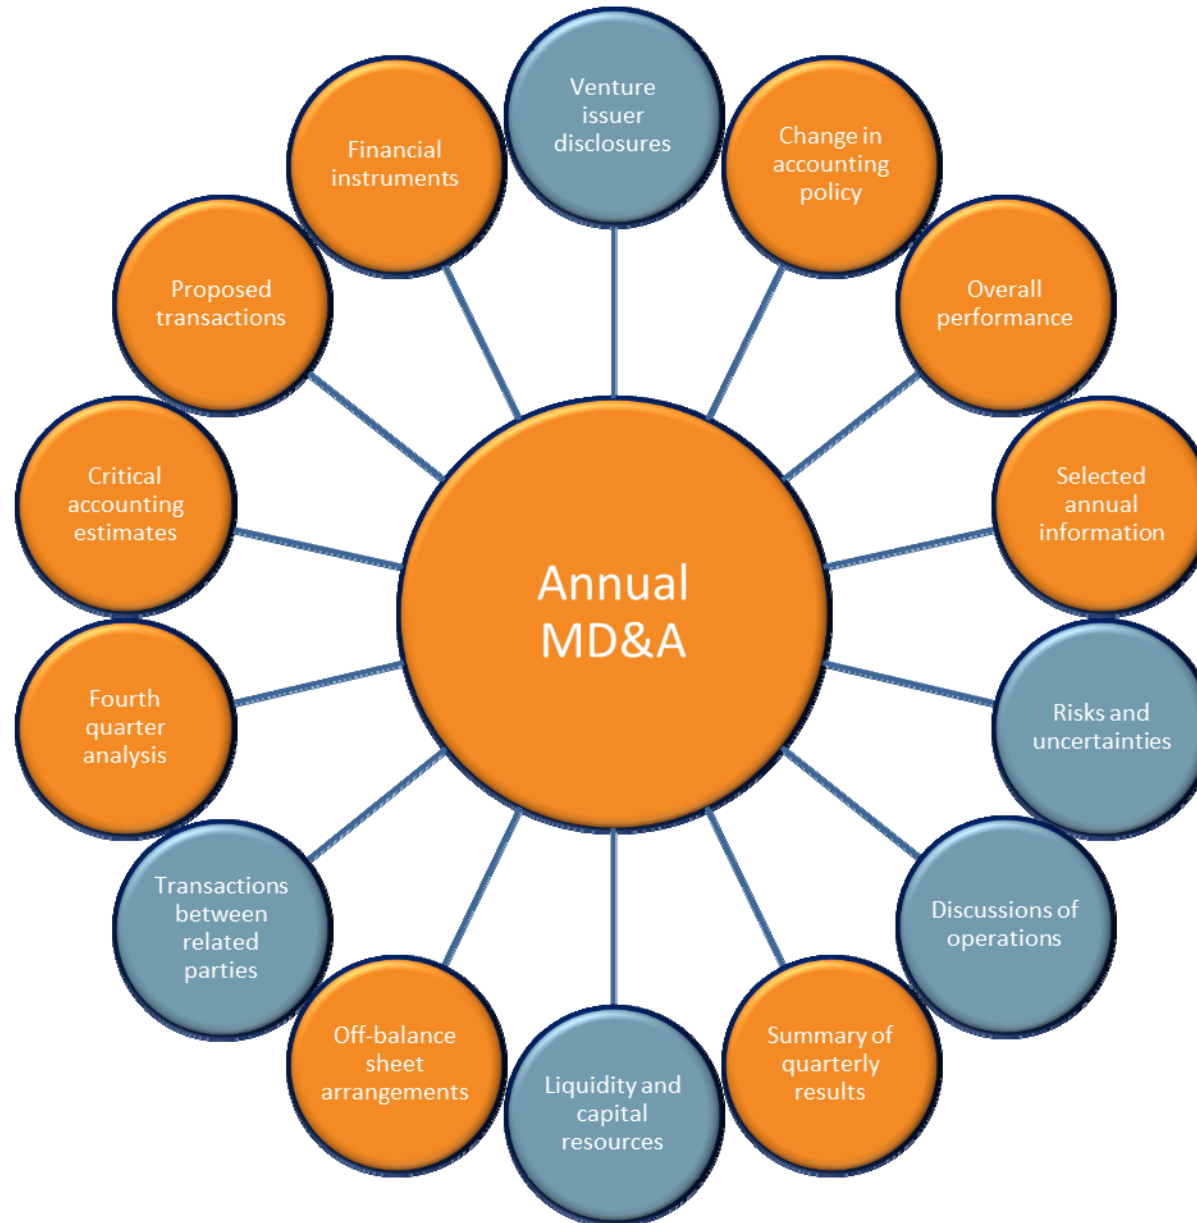 Venture
issuer
disclosures
Change in
accounting
policy
Overall
performance
Selected
annual
information
Risks and
uncertainties
Discussions of
operations
Summary of
quarterly
results
Liquidity and
capital
resources
Off-balance
sheet
arrangements
Transactions
between
related
parties
Fourth
quarter
analysis
Critical
accounting
estimates
Proposed
transactions
Financial
instruments
Annual
MD&A